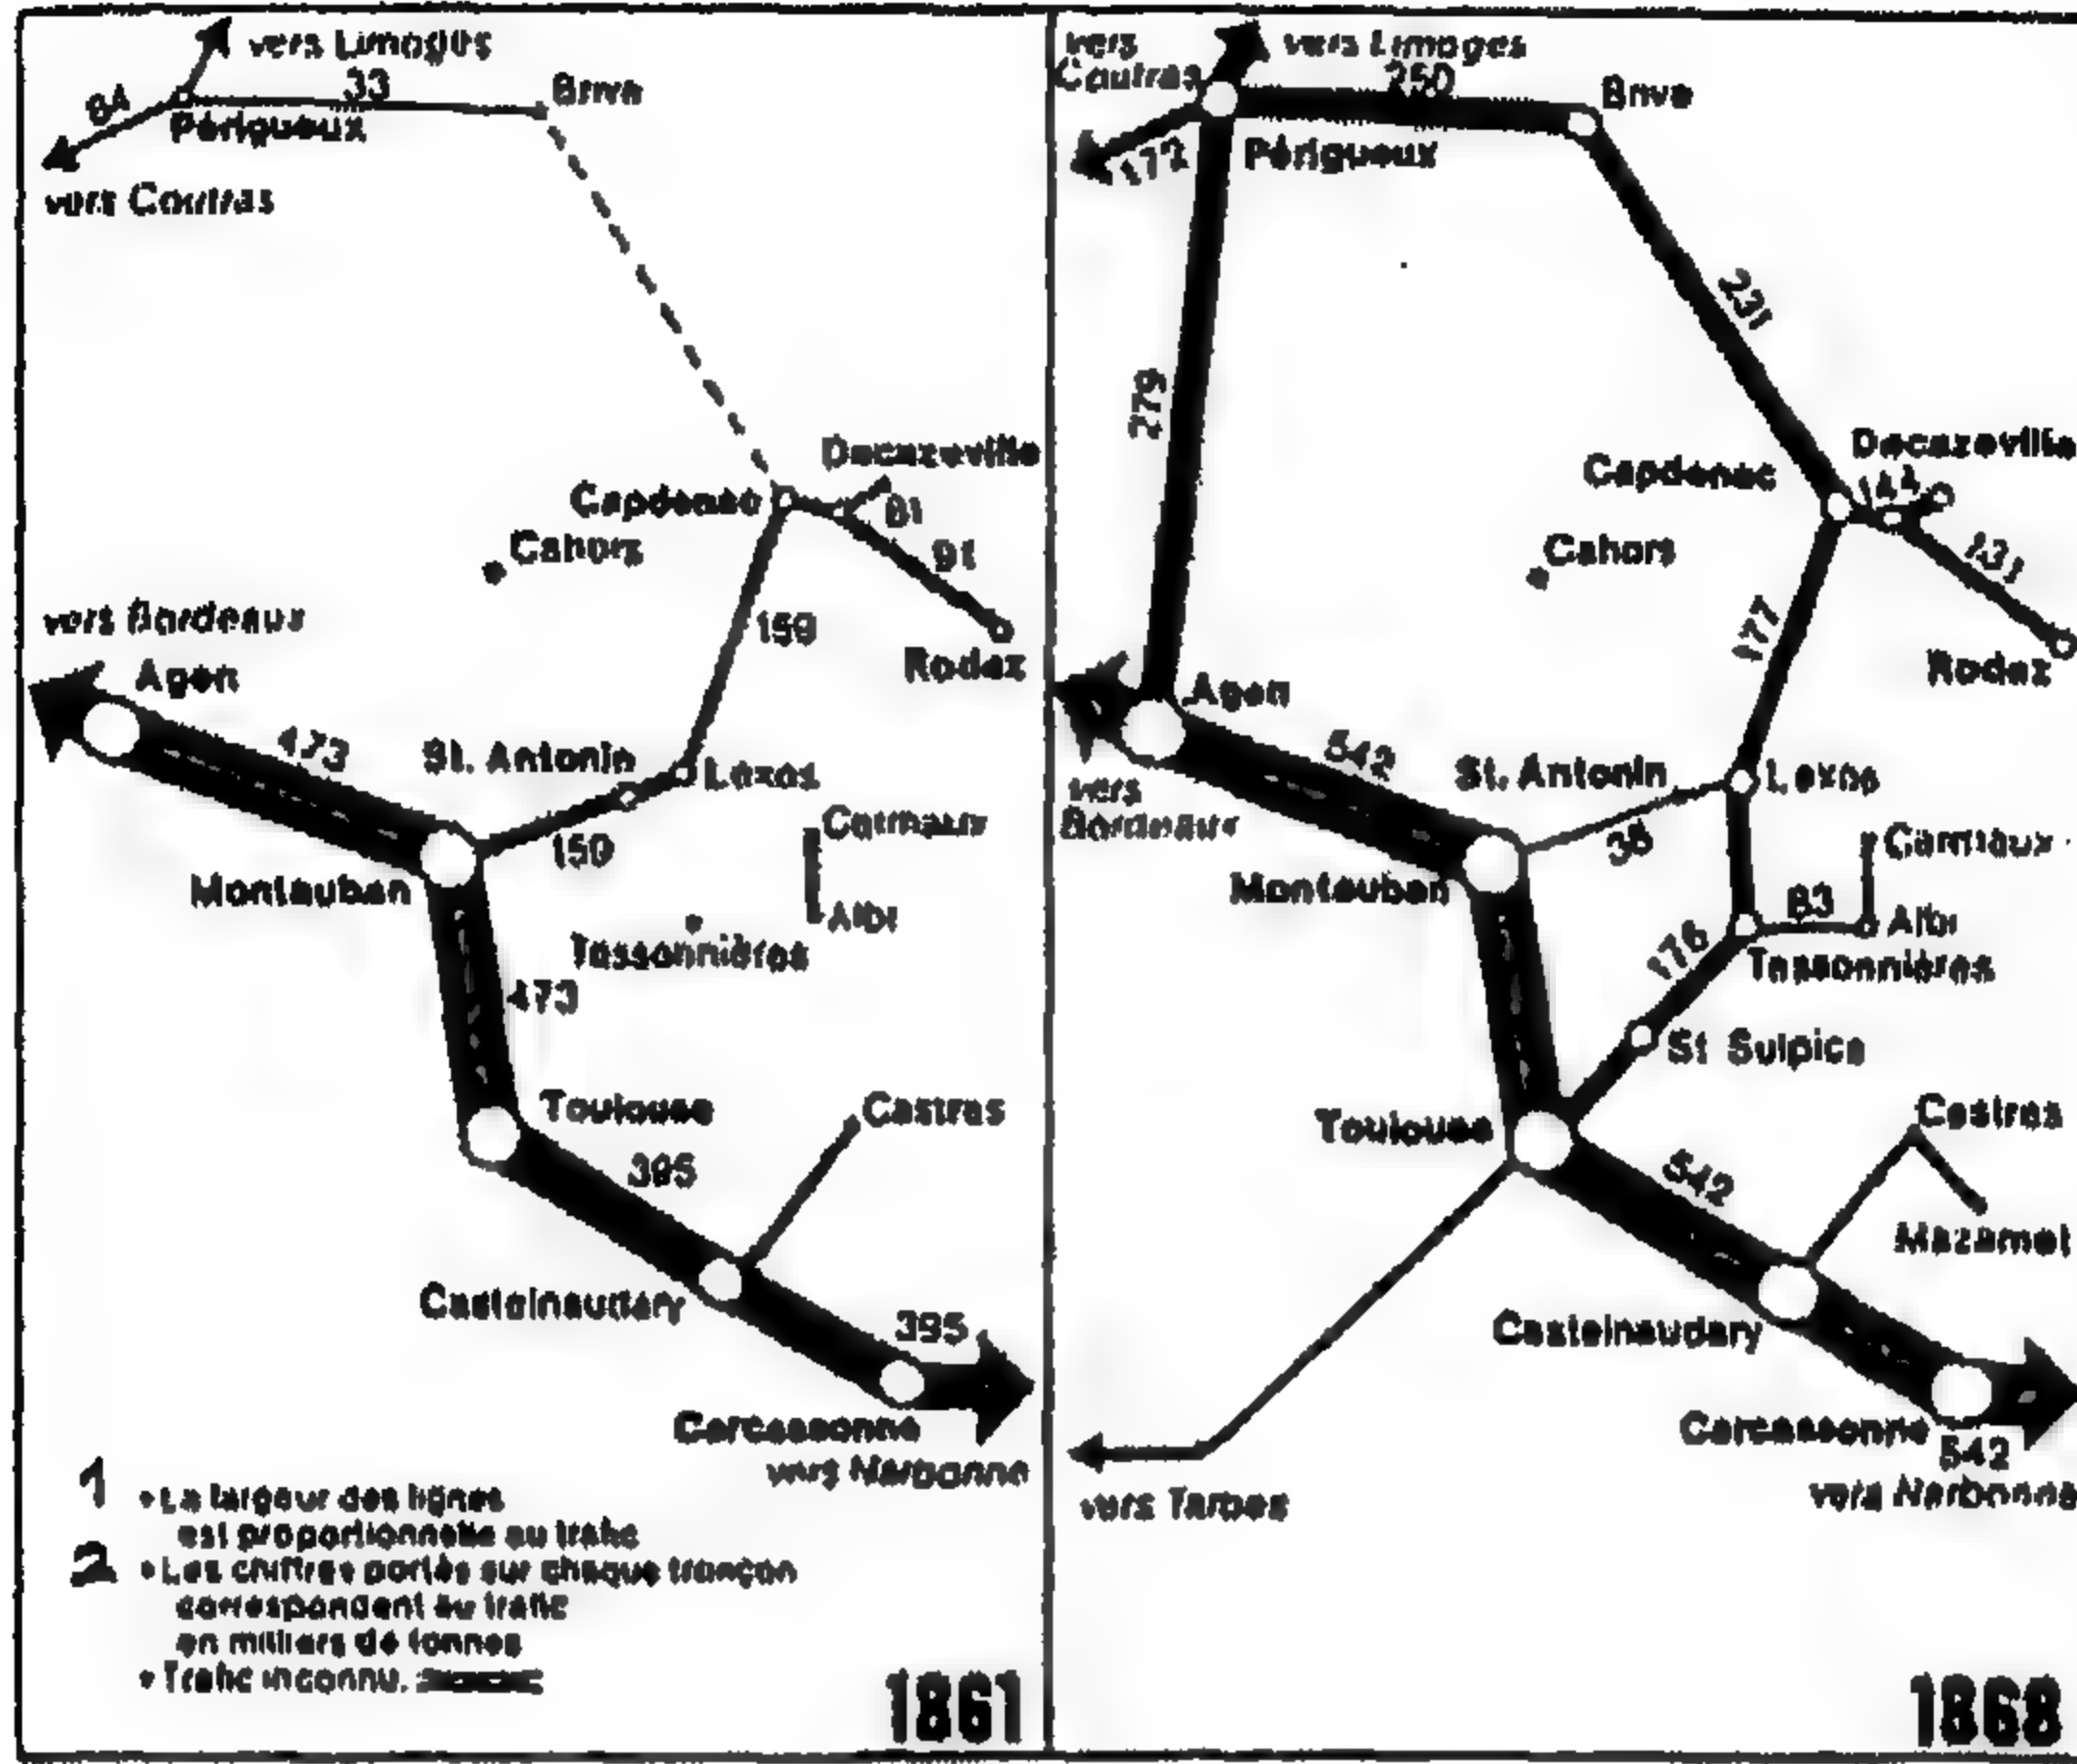 vers Limoges
33
Brive
84
Périgueux
vers Coutras
Decazeville
Capdenac
81
Cahors
91
159
vers Bordeaux
Rodez
Agen
473
St. Antonin
Lexos
Carmaux
150
Montauban
Albi
Tessonnières
473
Toulouse
Castres
395
Castelnaudary
395
Carcassonne
vers Narbonne
1
• La largeur des lignes
est proportionnelle au trafic
2
• Les chiffres portés sur chaque tronçon
correspondent au trafic
en milliers de tonnes
• Trafic inconnu.
1861
vers
Coutras
vers Limoges
250
Brive
172
Périgueux
231
279
Decazeville
Capdenac
144
Cahors
131
177
Rodez
Agen
542
St. Antonin
Lexos
vers
Bordeaux
38
Carmaux
Montauban
83
Albi
176
Tessonnières
St Sulpice
Toulouse
Castres
542
Mazamet
Castelnaudary
Carcassonne
542
vers Narbonne
vers Tarbes
1868